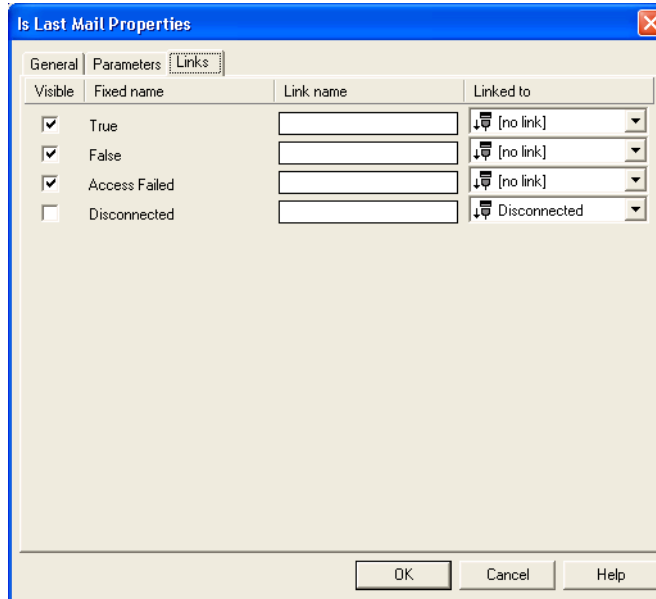 Is Last Mail Properties
General Parameters Links
Visible Fixed name Link name Linked to
True [no link]
False [no link]
Access Failed [no link]
Disconnected Disconnected
OK Cancel Help